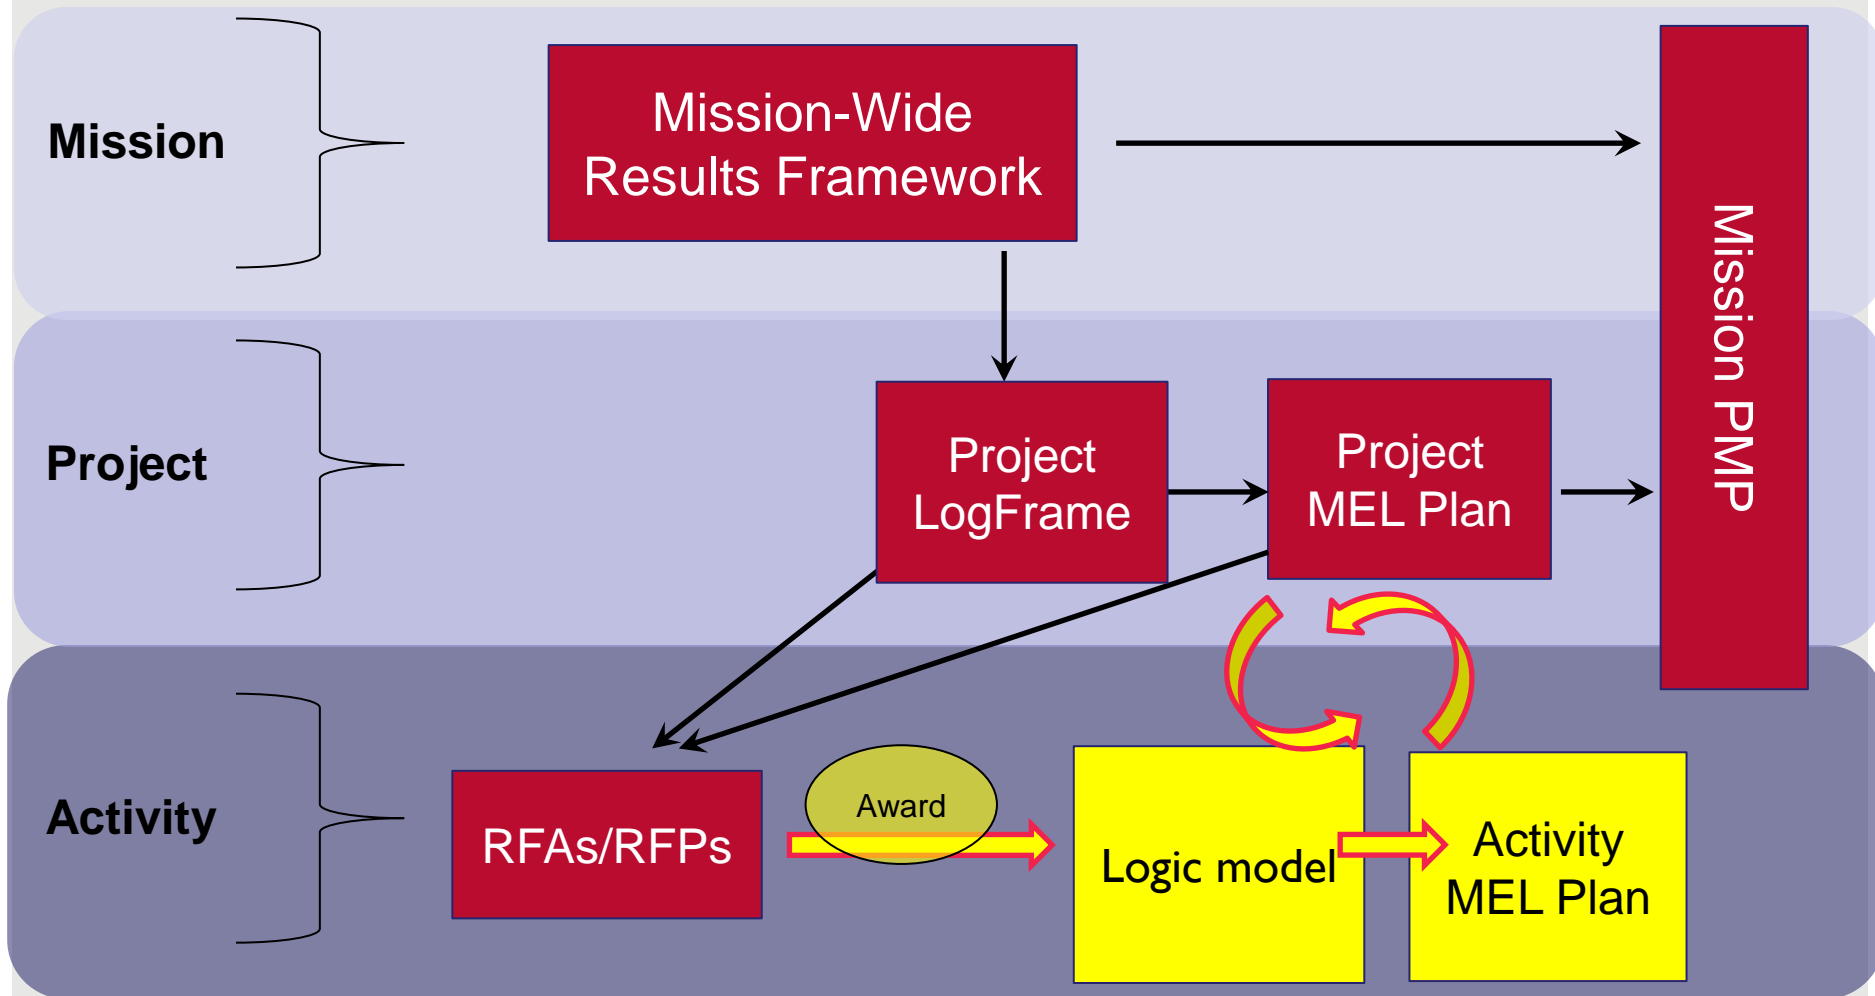 Mission
Mission-Wide
Results Framework
Mission PMP
Project
Project
LogFrame
Project
MEL Plan
Activity
RFAs/RFPs
Award
Logic model
Activity
MEL Plan